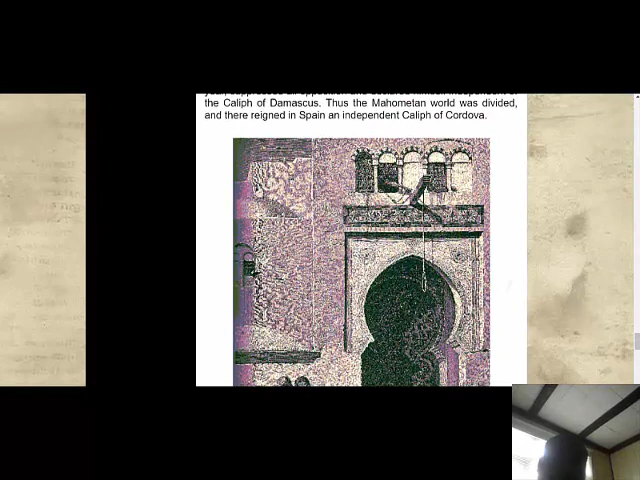 the Caliph of Damascus. Thus the Mahometan world was divided,
and there reigned in Spain an independent Caliph of Cordova.